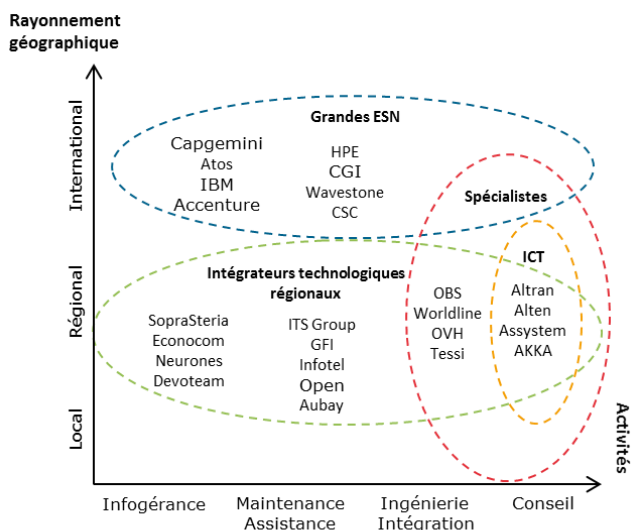 Rayonnement
géographique
International
Régional
Local
Grandes ESN
Capgemini
Atos
IBM
Accenture
HPE
CGI
Wavestone
CSC
Spécialistes
ICT
Altran
Alten
Assystem
AKKA
Intégrateurs technologiques
régionaux
SopraSteria
Econocom
Neurones
Devoteam
ITS Group
GFI
Infotel
Open
Aubay
OBS
Worldline
OVH
Tessi
Activités
Infogérance
Maintenance
Assistance
Ingénierie
Intégration
Conseil